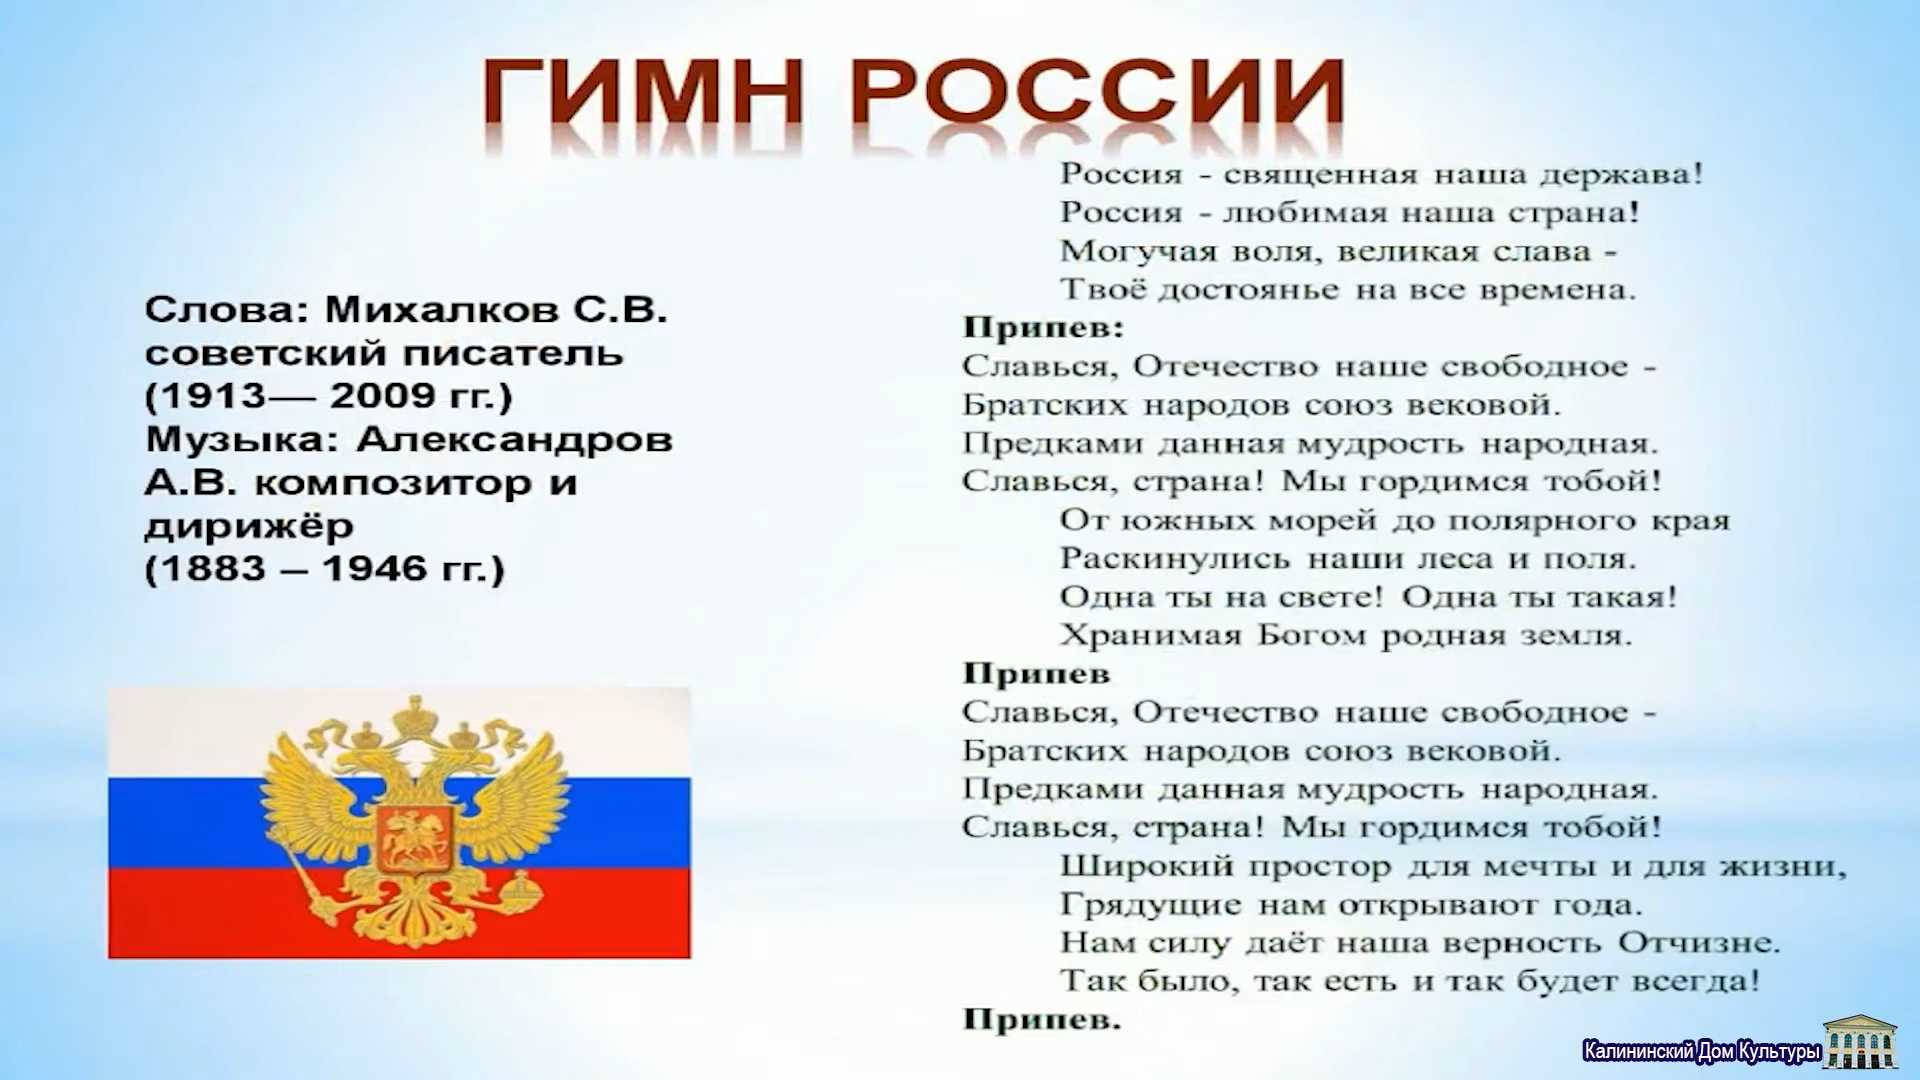 ГИМН РОССИИ
Слова: Михалков С.В.
советский писатель
(1913— 2009 гг.)
Музыка: Александров
А.В. композитор и
дирижёр
(1883 – 1946 гг.)
Россия - священная наша держава!
Россия - любимая наша страна!
Могучая воля, великая слава -
Твоё достоянье на все времена.
Припев:
Славься, Отечество наше свободное -
Братских народов союз вековой.
Предками данная мудрость народная.
Славься, страна! Мы гордимся тобой!
От южных морей до полярного края
Раскинулись наши леса и поля.
Одна ты на свете! Одна ты такая!
Хранимая Богом родная земля.
Припев
Славься, Отечество наше свободное -
Братских народов союз вековой.
Предками данная мудрость народная.
Славься, страна! Мы гордимся тобой!
Широкий простор для мечты и для жизни,
Грядущие нам открывают года.
Нам силу даёт наша верность Отчизне.
Так было, так есть и так будет всегда!
Припев.
Калининский Дом Культуры